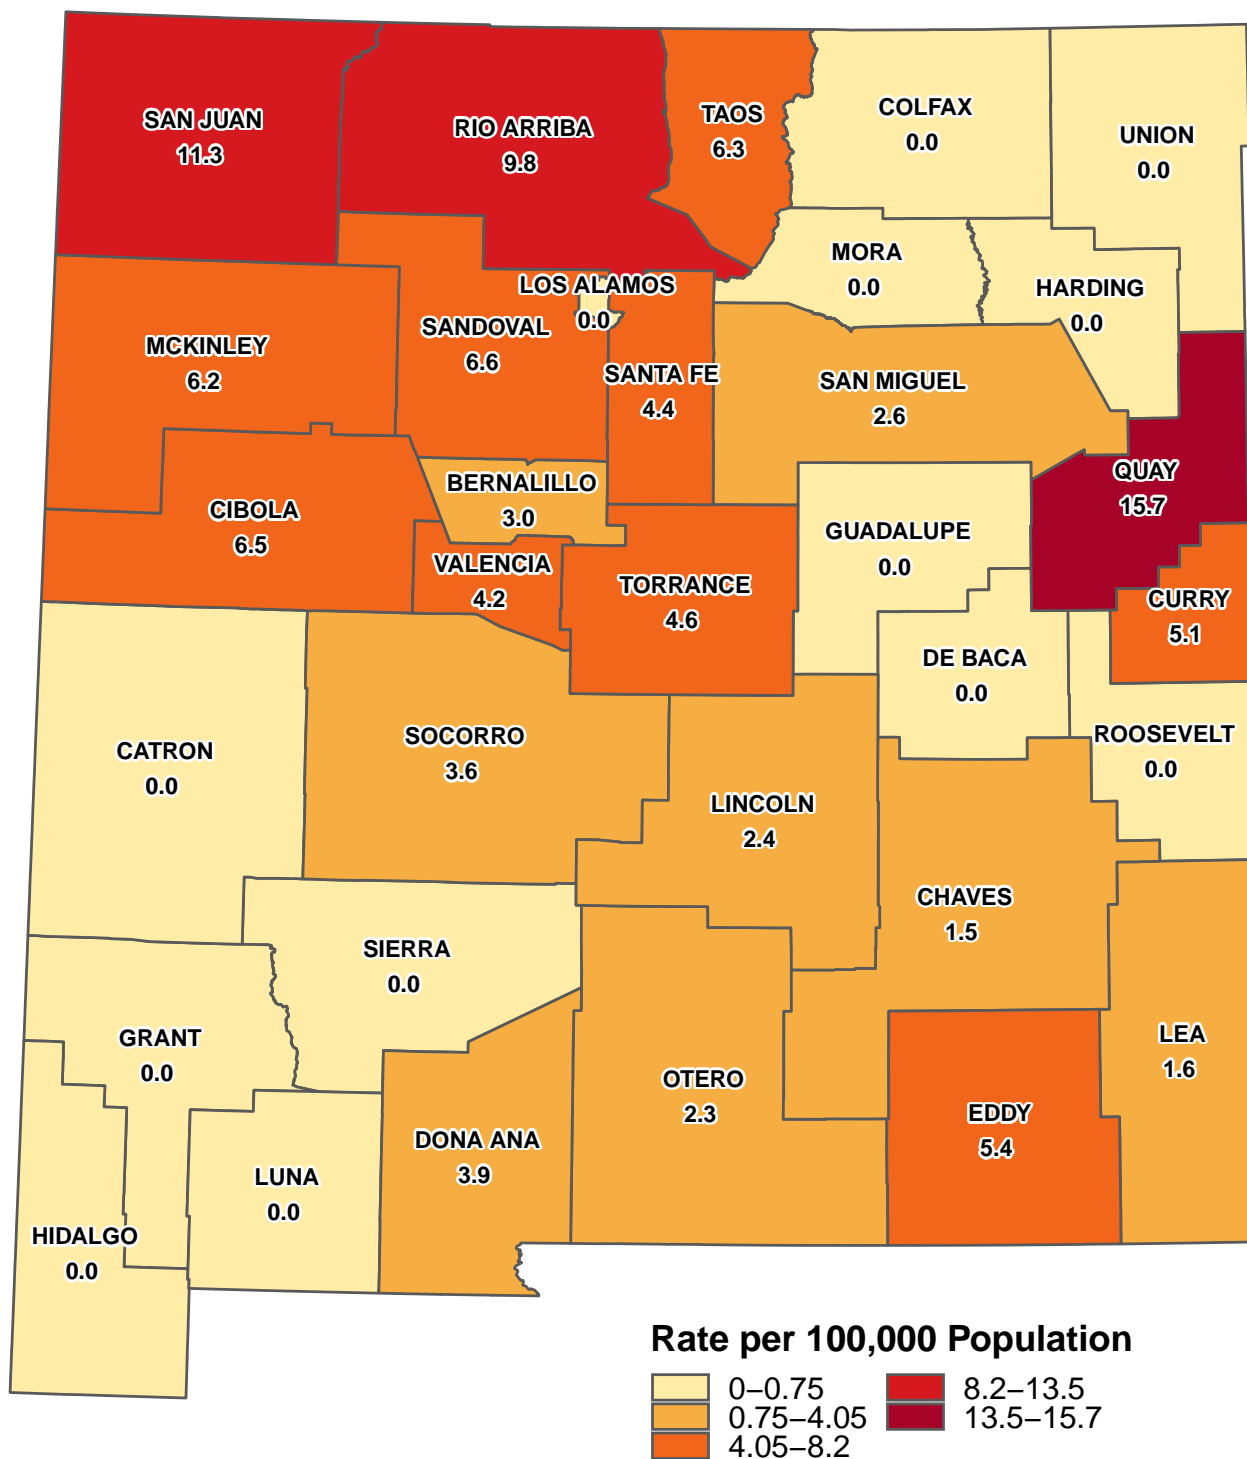 SAN JUAN
11.3
RIO ARRIBA
9.8
TAOS
6.3
COLFAX
0.0
UNION
0.0
MORA
0.0
HARDING
0.0
LOS ALAMOS
0.0
SANDOVAL
6.6
MCKINLEY
6.2
SANTA FE
4.4
SAN MIGUEL
2.6
QUAY
15.7
BERNALILLO
3.0
CIBOLA
6.5
GUADALUPE
0.0
VALENCIA
4.2
TORRANCE
4.6
CURRY
5.1
DE BACA
0.0
ROOSEVELT
0.0
CATRON
0.0
SOCORRO
3.6
LINCOLN
2.4
CHAVES
1.5
SIERRA
0.0
GRANT
0.0
LEA
1.6
OTERO
2.3
EDDY
5.4
DONA ANA
3.9
LUNA
0.0
HIDALGO
0.0
Rate per 100,000 Population
0–0.75
0.75–4.05
4.05–8.2
8.2–13.5
13.5–15.7